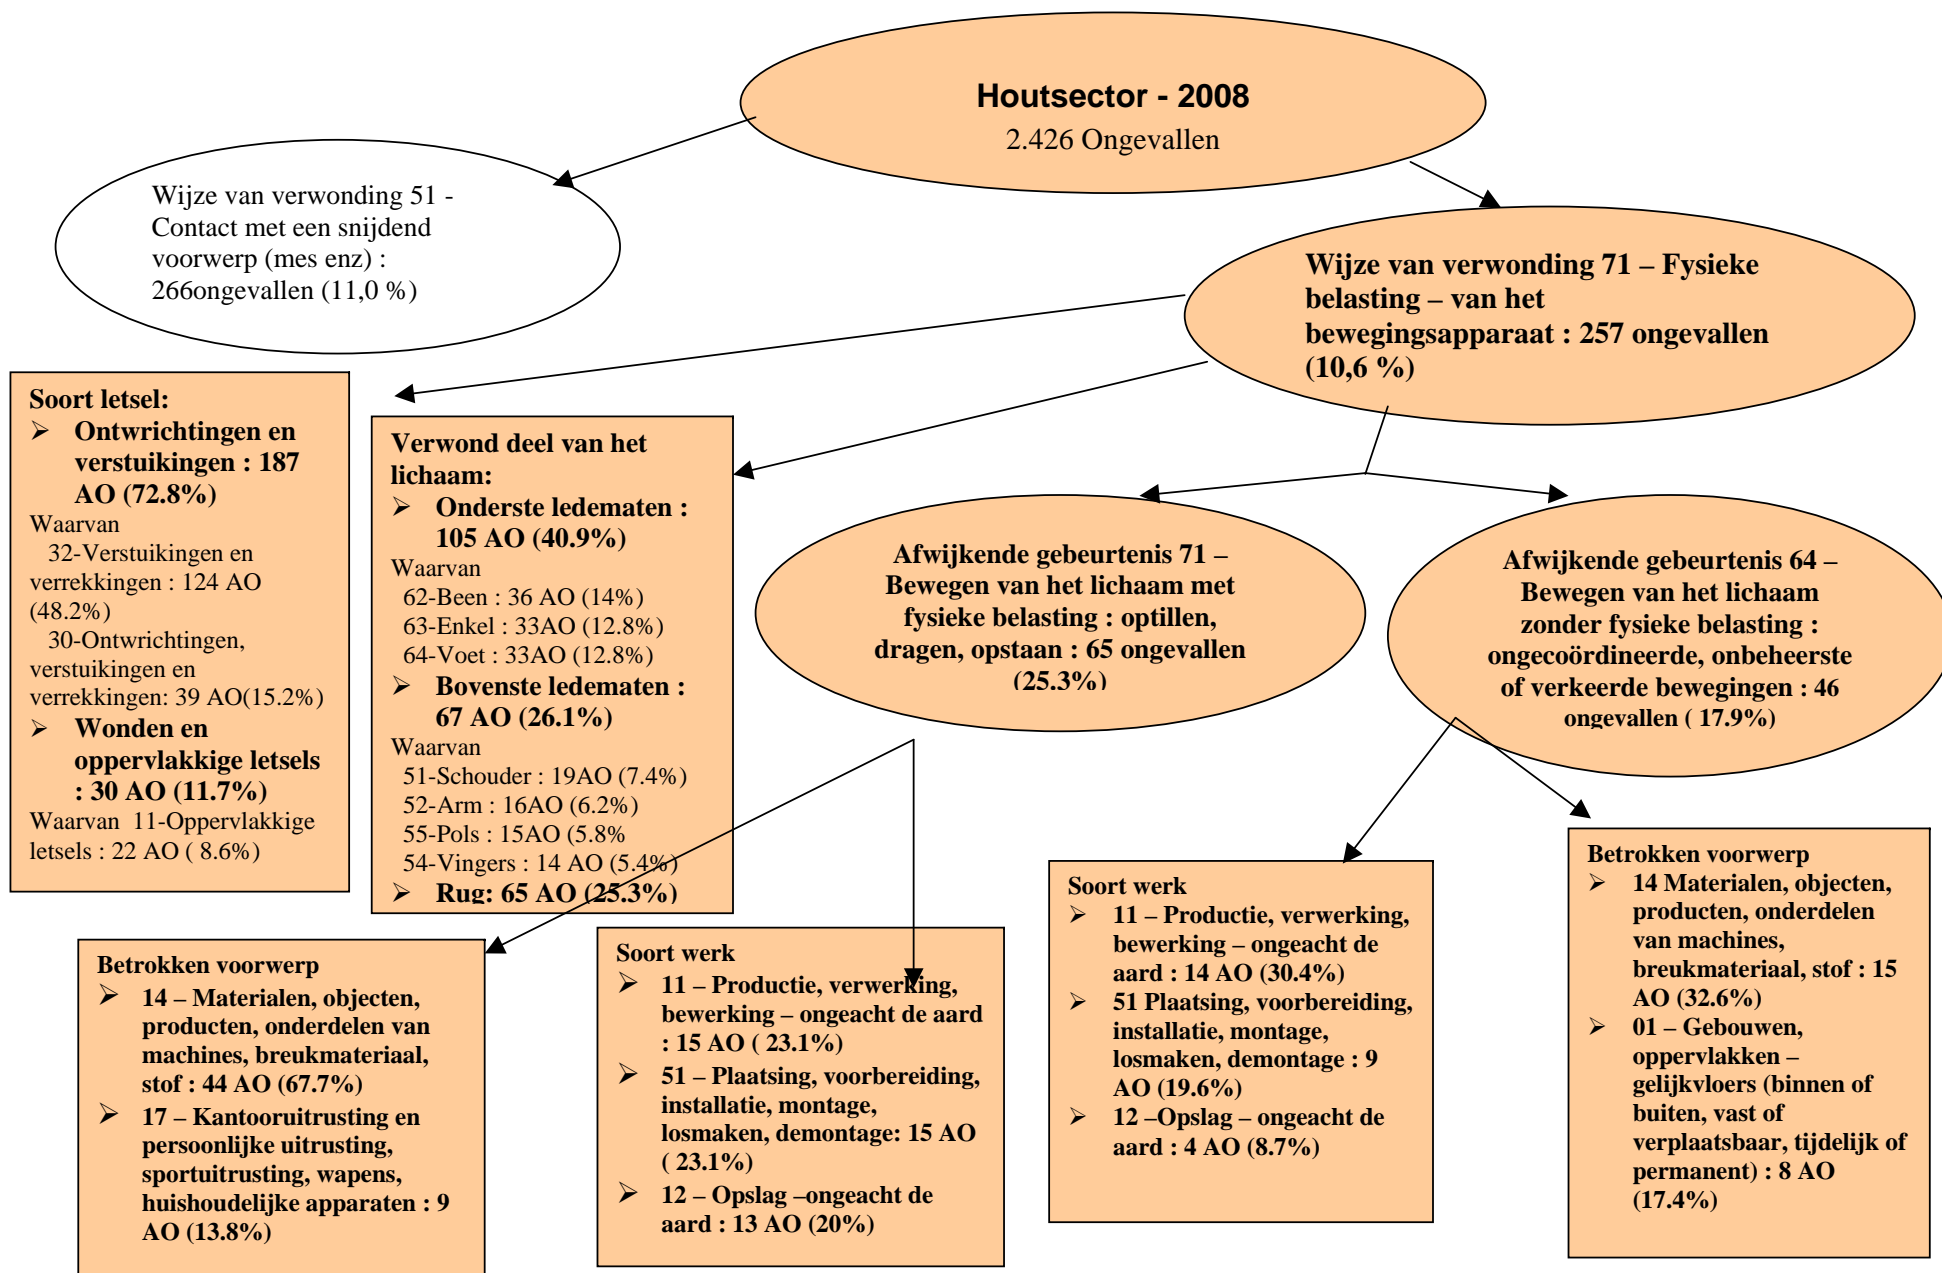 Houtsector - 2008
2.426 Ongevallen
Wijze van verwonding 51 -
Contact met een snijdend
voorwerp (mes enz) :
266ongevallen (11,0 %)
Wijze van verwonding 71 – Fysieke
belasting – van het
bewegingsapparaat : 257 ongevallen
(10,6 %)
Soort letsel:
➢ Ontwrichtingen en
verstuikingen : 187
AO (72.8%)
Waarvan
32-Verstuikingen en
verrekkingen : 124 AO
(48.2%)
30-Ontwrichtingen,
verstuikingen en
verrekkingen: 39 AO(15.2%)
➢ Wonden en
oppervlakkige letsels
: 30 AO (11.7%)
Waarvan 11-Oppervlakkige
letsels : 22 AO ( 8.6%)
Verwond deel van het
lichaam:
➢ Onderste ledematen :
105 AO (40.9%)
Waarvan
62-Been : 36 AO (14%)
63-Enkel : 33AO (12.8%)
64-Voet : 33AO (12.8%)
➢ Bovenste ledematen :
67 AO (26.1%)
Waarvan
51-Schouder : 19AO (7.4%)
52-Arm : 16AO (6.2%)
55-Pols : 15AO (5.8%
54-Vingers : 14 AO (5.4%)
➢ Rug: 65 AO (25.3%)
Afwijkende gebeurtenis 71 –
Bewegen van het lichaam met
fysieke belasting : optillen,
dragen, opstaan : 65 ongevallen
(25.3%)
Afwijkende gebeurtenis 64 –
Bewegen van het lichaam
zonder fysieke belasting :
ongecoördineerde, onbeheerste
of verkeerde bewegingen : 46
ongevallen ( 17.9%)
Betrokken voorwerp
➢ 14 – Materialen, objecten,
producten, onderdelen van
machines, breukmateriaal,
stof : 44 AO (67.7%)
➢ 17 – Kantooruitrusting en
persoonlijke uitrusting,
sportuitrusting, wapens,
huishoudelijke apparaten : 9
AO (13.8%)
Soort werk
➢ 11 – Productie, verwerking,
bewerking – ongeacht de aard
: 15 AO ( 23.1%)
➢ 51 – Plaatsing, voorbereiding,
installatie, montage,
losmaken, demontage: 15 AO
( 23.1%)
➢ 12 – Opslag –ongeacht de
aard : 13 AO (20%)
Soort werk
➢ 11 – Productie, verwerking,
bewerking – ongeacht de
aard : 14 AO (30.4%)
➢ 51 Plaatsing, voorbereiding,
installatie, montage,
losmaken, demontage : 9
AO (19.6%)
➢ 12 –Opslag – ongeacht de
aard : 4 AO (8.7%)
Betrokken voorwerp
➢ 14 Materialen, objecten,
producten, onderdelen
van machines,
breukmateriaal, stof : 15
AO (32.6%)
➢ 01 – Gebouwen,
oppervlakken –
gelijkvloers (binnen of
buiten, vast of
verplaatsbaar, tijdelijk of
permanent) : 8 AO
(17.4%)